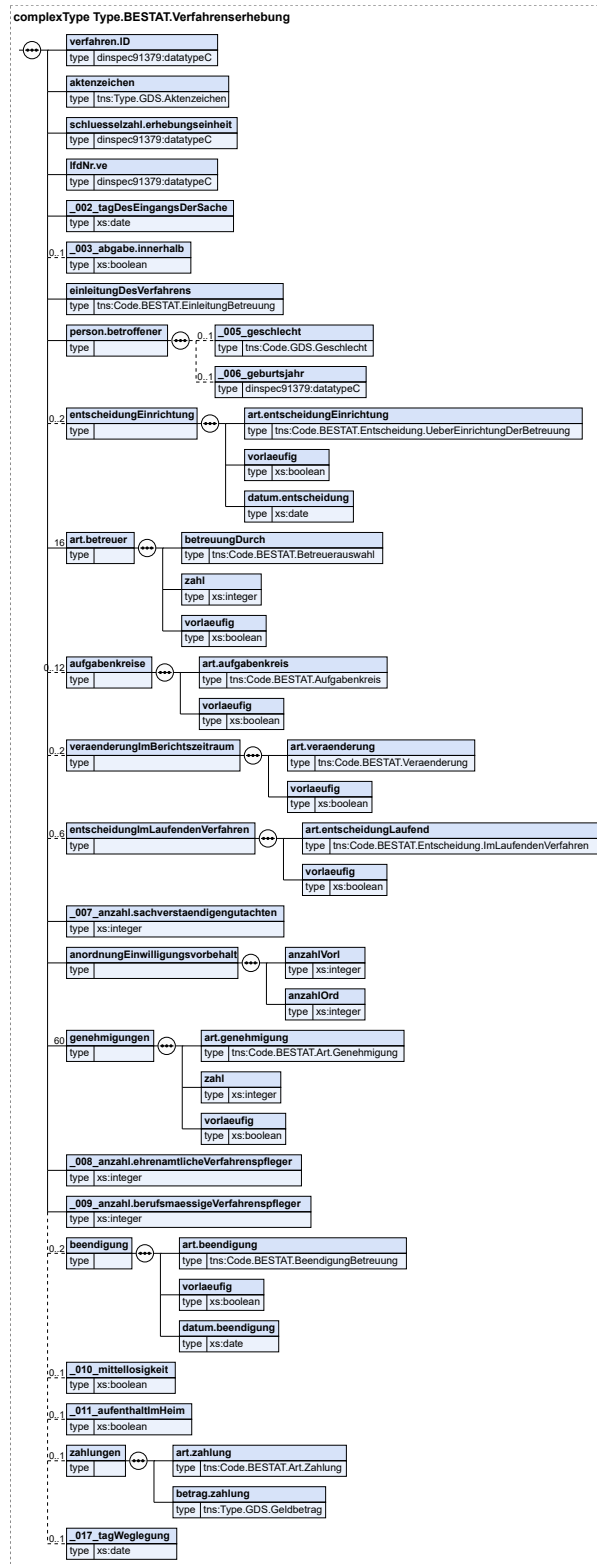 complexType Type.BESTAT.Verfahrenserhebung
verfahren.ID
type dinspec91379:datatypeC
aktenzeichen
type tns:Type.GDS.Aktenzeichen
schluesselzahl.erhebungseinheit
type dinspec91379:datatypeC
lfdNr.ve
type dinspec91379:datatypeC
_002_tagDesEingangsDerSache
type xs:date
0..1 _003_abgabe.innerhalb
type xs:boolean
einleitungDesVerfahrens
type tns:Code.BESTAT.EinleitungBetreuung
person.betroffener
type
0..1 _005_geschlecht
type tns:Code.GDS.Geschlecht
0..1 _006_geburtsjahr
type dinspec91379:datatypeC
0..2 entscheidungEinrichtung
type
art.entscheidungEinrichtung
type tns:Code.BESTAT.Entscheidung.UeberEinrichtungDerBetreuung
vorlaeufig
type xs:boolean
datum.entscheidung
type xs:date
16 art.betreuer
type
betreuungDurch
type tns:Code.BESTAT.Betreuerauswahl
zahl
type xs:integer
vorlaeufig
type xs:boolean
0..12 aufgabenkreise
type
art.aufgabenkreis
type tns:Code.BESTAT.Aufgabenkreis
vorlaeufig
type xs:boolean
0..2 veraenderungImBerichtszeitraum
type
art.veraenderung
type tns:Code.BESTAT.Veraenderung
vorlaeufig
type xs:boolean
0..6 entscheidungImLaufendenVerfahren
type
art.entscheidungLaufend
type tns:Code.BESTAT.Entscheidung.ImLaufendenVerfahren
vorlaeufig
type xs:boolean
_007_anzahl.sachverstaendigengutachten
type xs:integer
anordnungEinwilligungsvorbehalt
type
anzahlVorl
type xs:integer
anzahlOrd
type xs:integer
60 genehmigungen
type
art.genehmigung
type tns:Code.BESTAT.Art.Genehmigung
zahl
type xs:integer
vorlaeufig
type xs:boolean
_008_anzahl.ehrenamtlicheVerfahrenspfleger
type xs:integer
_009_anzahl.berufsmaessigeVerfahrenspfleger
type xs:integer
0..2 beendigung
type
art.beendigung
type tns:Code.BESTAT.BeendigungBetreuung
vorlaeufig
type xs:boolean
datum.beendigung
type xs:date
0..1 _010_mittellosigkeit
type xs:boolean
0..1 _011_aufenthaltImHeim
type xs:boolean
0..1 zahlungen
type
art.zahlung
type tns:Code.BESTAT.Art.Zahlung
betrag.zahlung
type tns:Type.GDS.Geldbetrag
0..1 _017_tagWeglegung
type xs:date